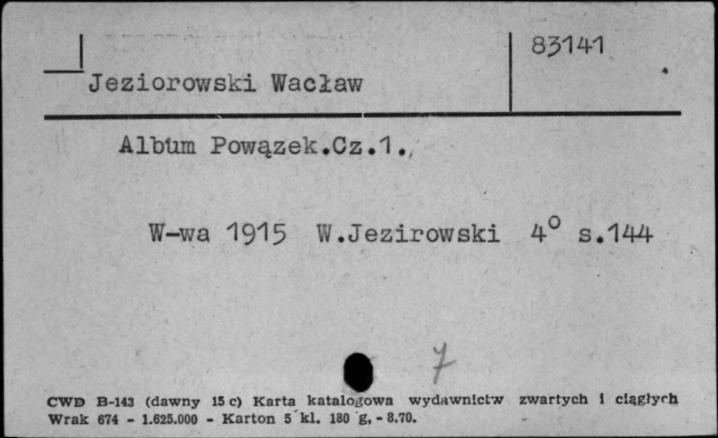 83141
Jeziorowski Wacław
Album Powązek.Cz.1.
W-wa 1915 W.Jezirowski 4° s.144
7
CWD B-143 (dawny 15 c) Karta katalogowa wydawnictw zwartych i ciągłych
Wrak 674 - 1.625.000 - Karton 5 kl. 180 g, - 8.70.